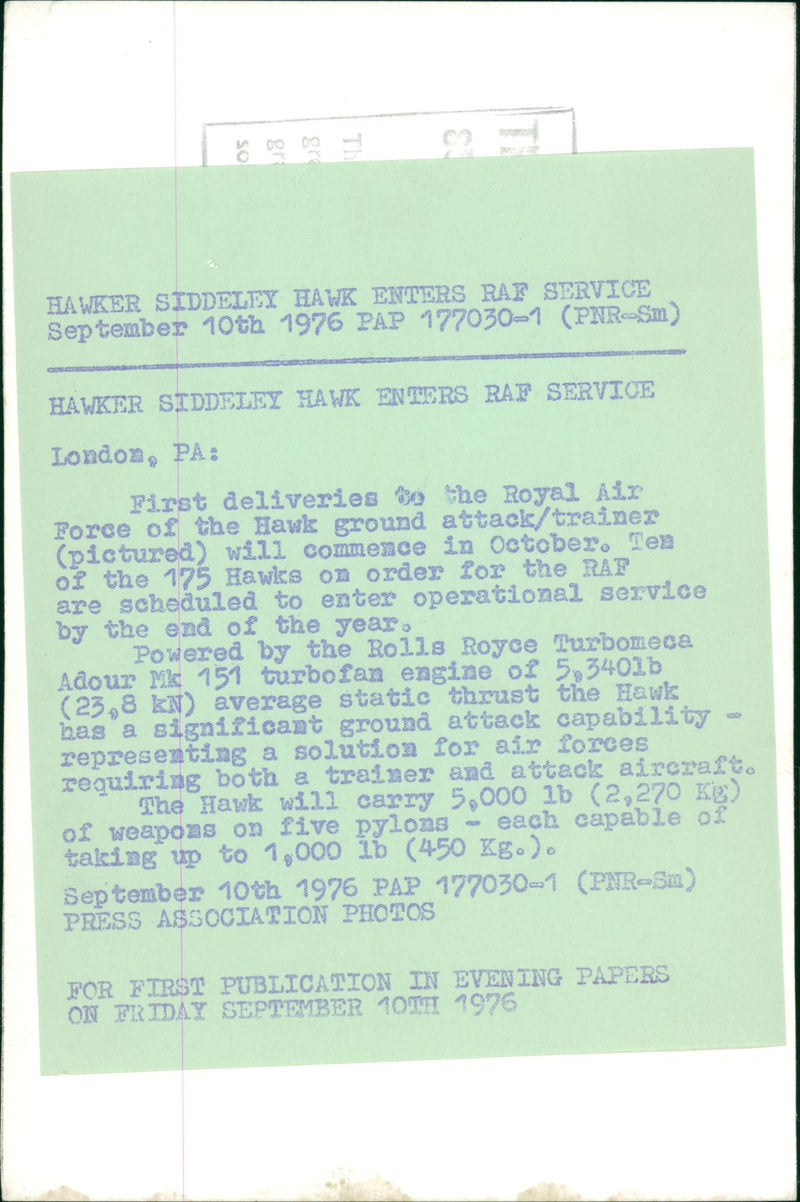 HAWKER SIDDELEY HAWK ENTERS RAF SERVICE
September 10th 1976 PAP 177030-1 (PNR-Sm)
HAWKER SIDDELEY HAWK ENTERS RAF SERVICE
London, PA:
First deliveries to the Royal Air
Force of the Hawk ground attack/trainer
(pictured) will commence in October. Ten
of the 175 Hawks on order for the RAF
are scheduled to enter operational service
by the end of the year.
Powered by the Rolls Royce Turbomeca
Adour Mk 151 turbofan engine of 5,340lb
(23,8 kN) average static thrust the Hawk
has a significant ground attack capability -
representing a solution for air forces
requiring both a trainer and attack aircraft.
The Hawk will carry 5,000 lb (2,270 Kg)
of weapons on five pylons - each capable of
taking up to 1,000 lb (450 Kg.).
September 10th 1976 PAP 177030-1 (PNR-Sm)
PRESS ASSOCIATION PHOTOS
FOR FIRST PUBLICATION IN EVENING PAPERS
ON FRIDAY SEPTEMBER 10TH 1976